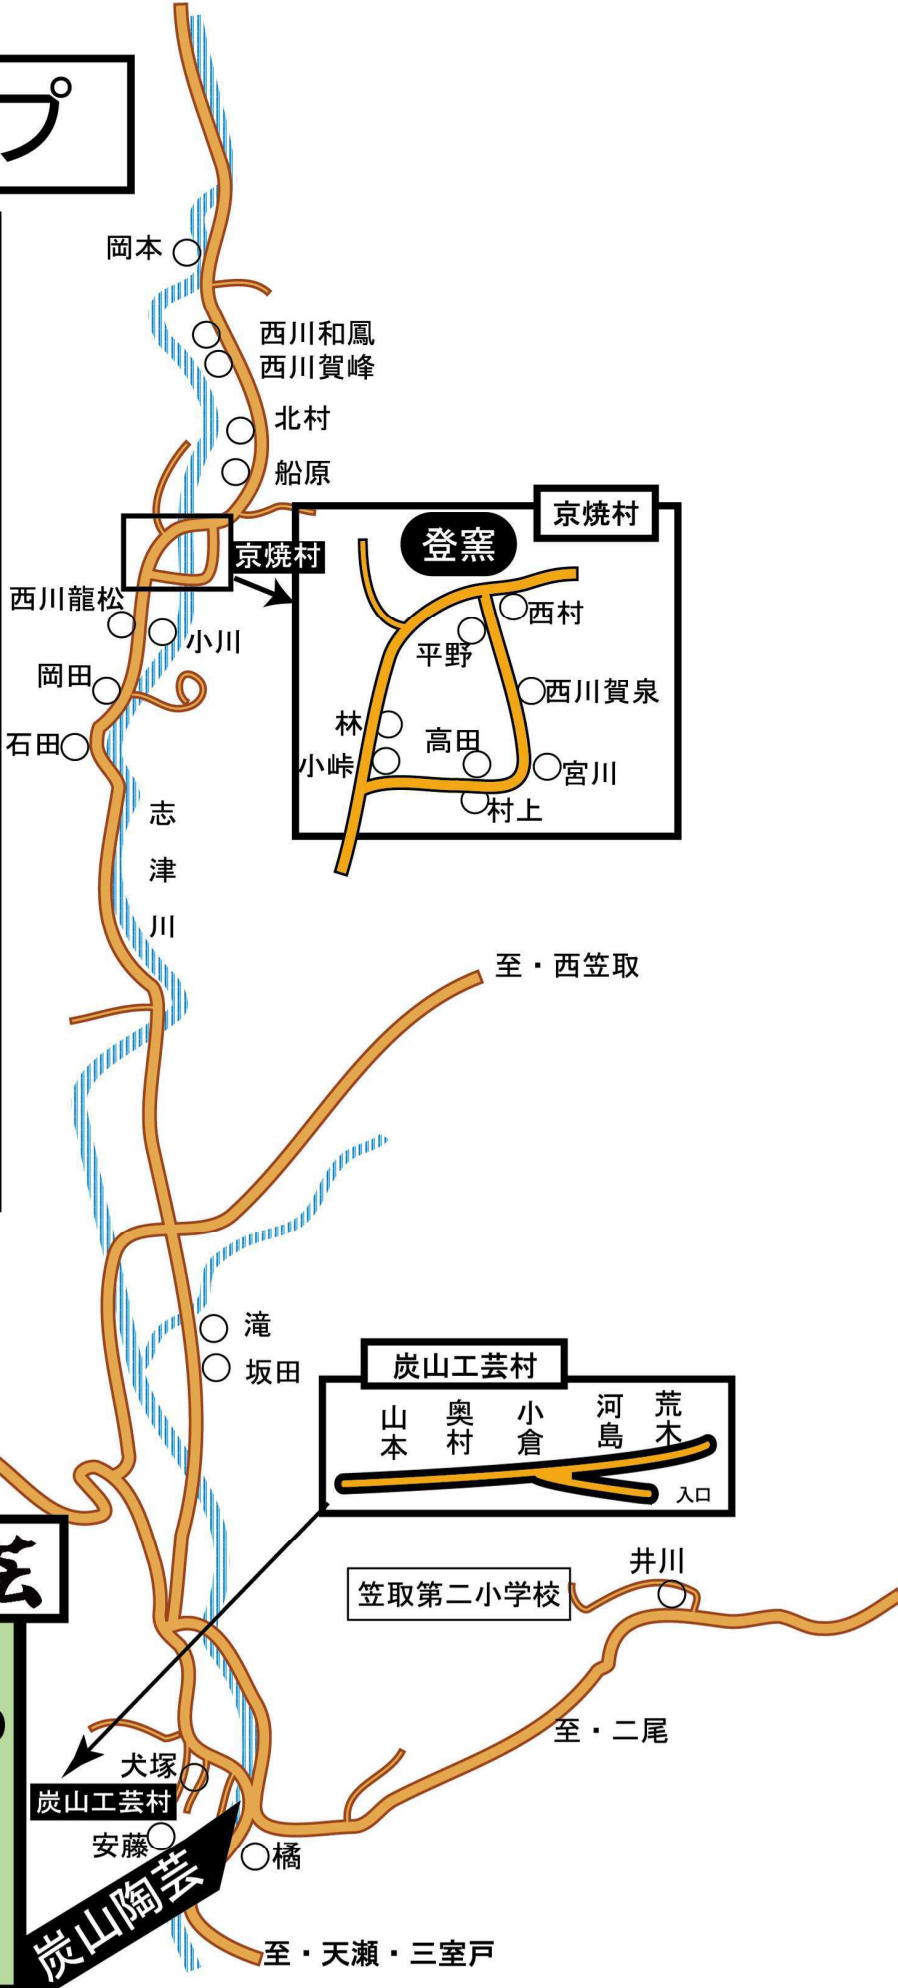 プ
岡本
西川和鳳
西川賀峰
北村
船原
京焼村
登窯
京焼村
西川龍松
小川
西村
平野
岡田
西川賀泉
林
高田
石田
小峠
宮川
村上
志津川
至・西笠取
滝
坂田
炭山工芸村
山本
奥村
小倉
河島
荒木
入口
芸
井川
笠取第二小学校
至・二尾
犬塚
炭山工芸村
安藤
橘
炭山陶芸
至・天瀬・三室戸